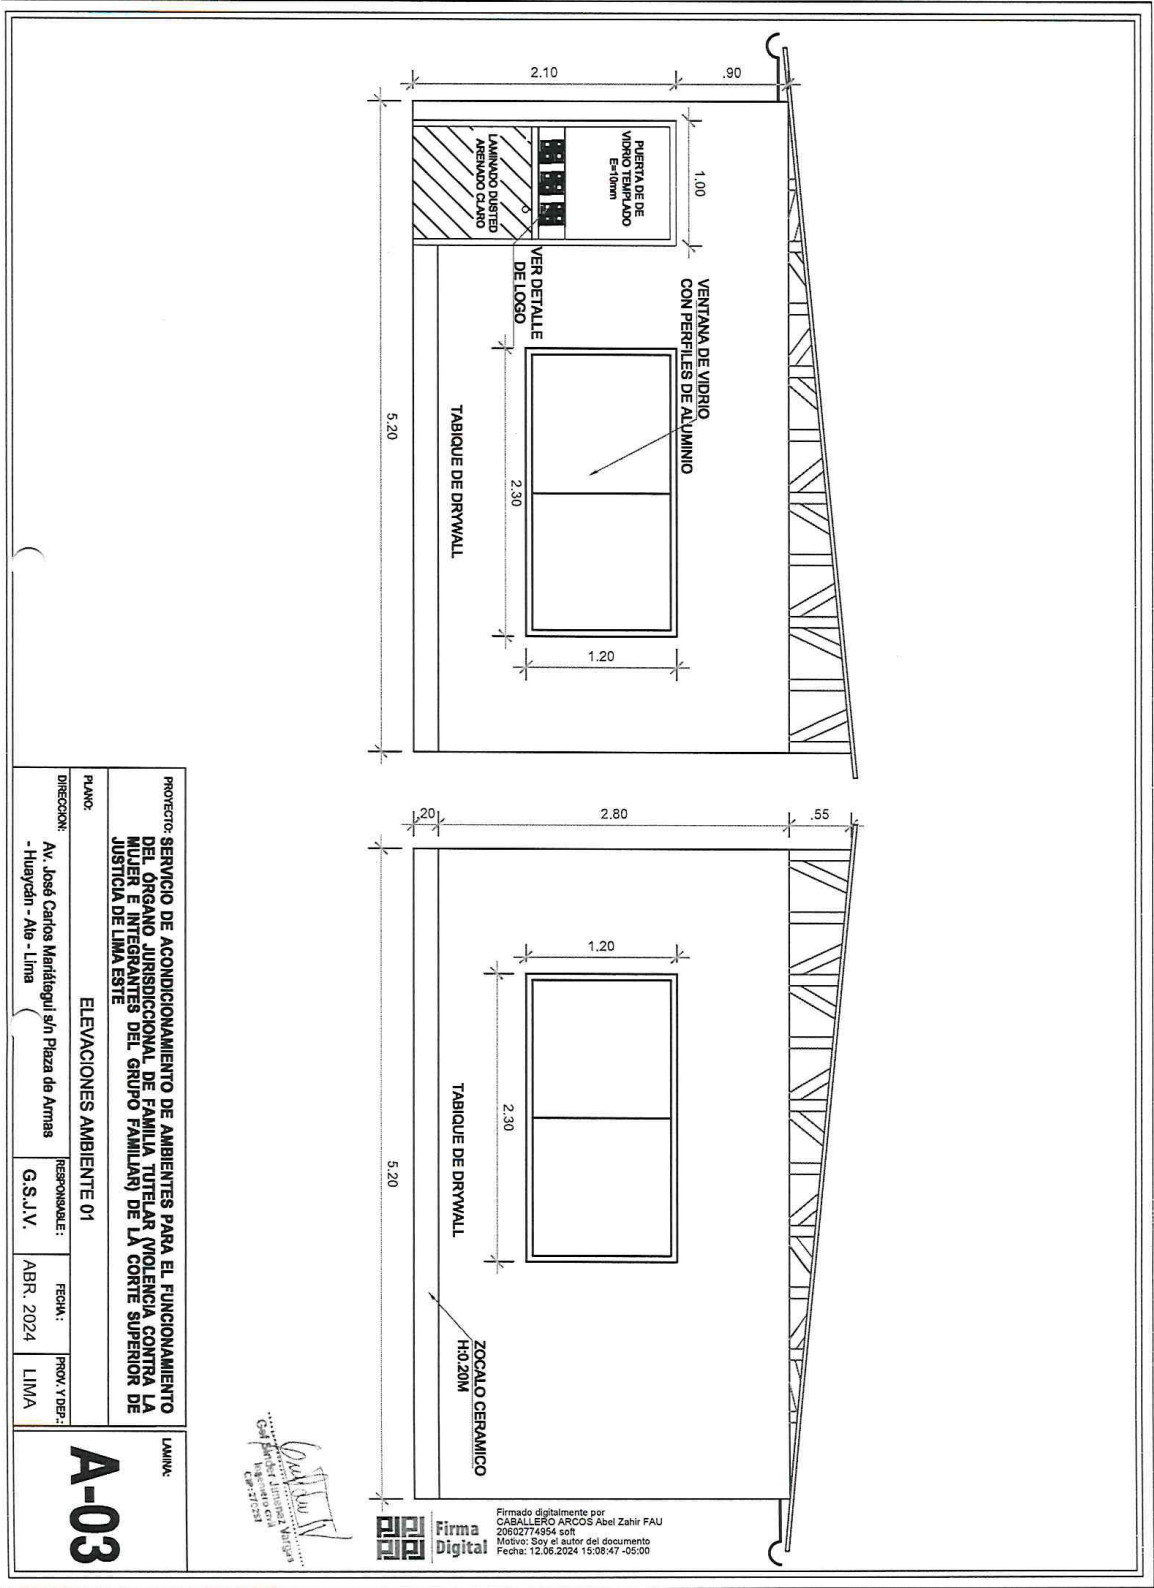 2.10
.90
1.00
PUERTA DE DE
VIDRIO TEMPLADO
E=10mm
LAMINADO DUSTED
ARENADO CLARO
VER DETALLE
DE LOGO
VENTANA DE VIDRIO
CON PERFILES DE ALUMINIO
2.30
1.20
TABIQUE DE DRYWALL
5.20
.20
2.80
.55
1.20
2.30
TABIQUE DE DRYWALL
5.20
ZOCALO CERAMICO
H:0.20M
PROYECTO: SERVICIO DE ACONDICIONAMIENTO DE AMBIENTES PARA EL FUNCIONAMIENTO
DEL ÓRGANO JURISDICCIONAL DE FAMILIA TUTELAR (VIOLENCIA CONTRA LA
MUJER E INTEGRANTES DEL GRUPO FAMILIAR) DE LA CORTE SUPERIOR DE
JUSTICIA DE LIMA ESTE
PLANO:
ELEVACIONES AMBIENTE 01
DIRECCION:
Av. José Carlos Mariátegui s/n Plaza de Armas
- Huaycán - Ate - Lima
RESPONSABLE:
G.S.J.V.
FECHA:
ABR. 2024
PROV. Y DEP.:
LIMA
LAMINA:
A-03
Jimenez Vargas
Ingeniero civil
Firma
Digital
Firmado digitalmente por
CABALLERO ARCOS Abel Zahir FAU
20602774954 soft
Motivo: Soy el autor del documento
Fecha: 12.06.2024 15:08:47 -05:00